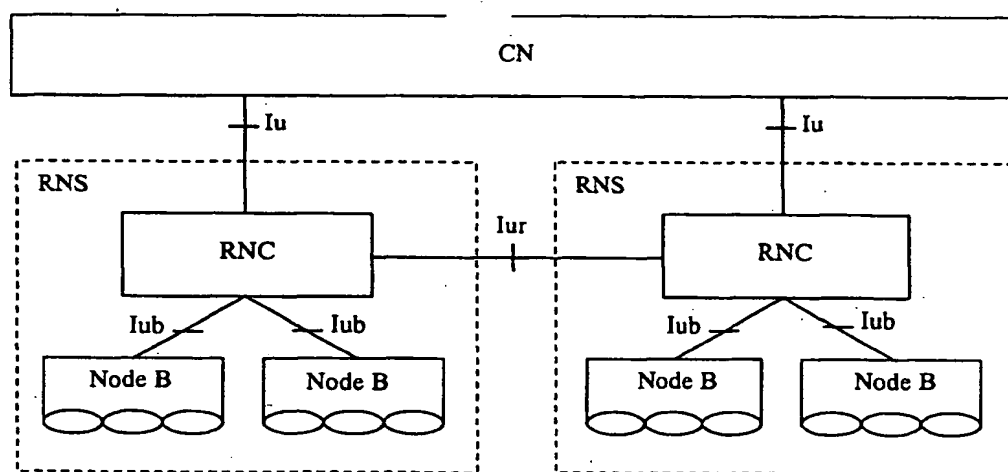 CN
Iu
Iu
RNS
RNS
Iur
RNC
RNC
Iub
Iub
Iub
Iub
Node B
Node B
Node B
Node B